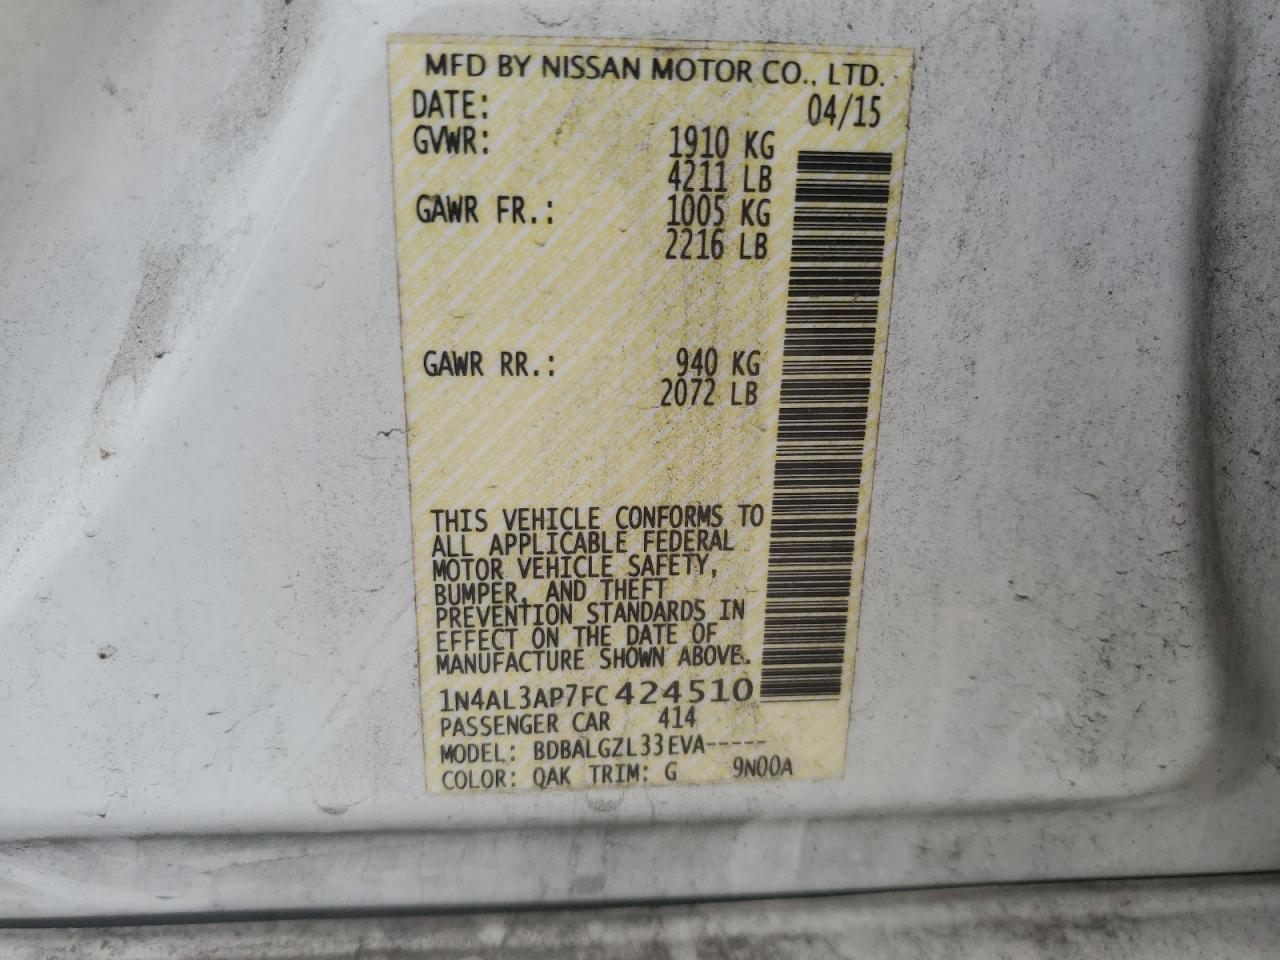 MFD BY NISSAN MOTOR CO., LTD.
DATE: 04/15
GVWR: 1910 KG
4211 LB
GAWR FR.: 1005 KG
2216 LB
GAWR RR.: 940 KG
2072 LB
THIS VEHICLE CONFORMS TO
ALL APPLICABLE FEDERAL
MOTOR VEHICLE SAFETY,
BUMPER, AND THEFT
PREVENTION STANDARDS IN
EFFECT ON THE DATE OF
MANUFACTURE SHOWN ABOVE.
1N4AL3AP7FC424510
PASSENGER CAR 414
MODEL: BDBALGZL33EVA-----
COLOR: QAK TRIM: G 9N00A